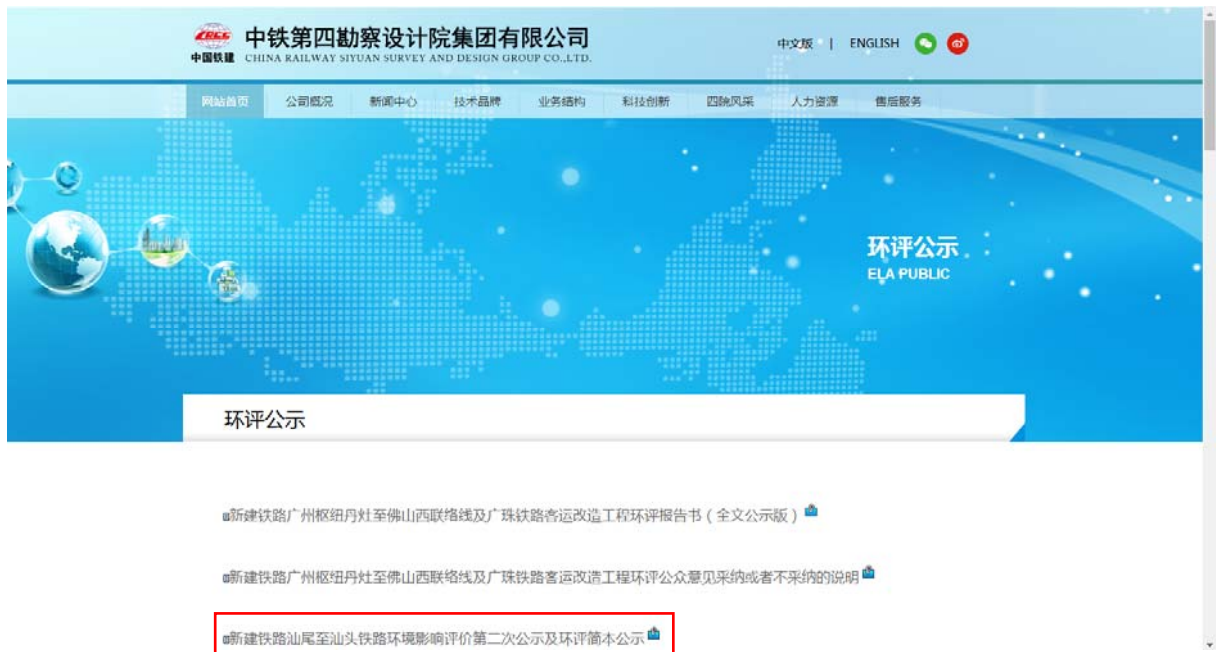 中铁第四勘察设计院集团有限公司
中国铁建 CHINA RAILWAY SIYUAN SURVEY AND DESIGN GROUP CO.,LTD.
中文版 | ENGLISH
网站首页 公司概况 新闻中心 技术品牌 业务结构 科技创新 四院风采 人力资源 售后服务
环评公示
ELA PUBLIC
环评公示
新建铁路广州枢纽丹灶至佛山西联络线及广珠铁路客运改造工程环评报告书(全文公示版)
新建铁路广州枢纽丹灶至佛山西联络线及广珠铁路客运改造工程环评公众意见采纳或者不采纳的说明
新建铁路汕尾至汕头铁路环境影响评价第二次公示及环评简本公示